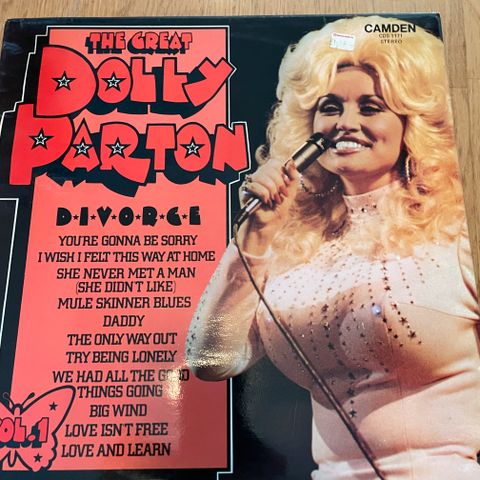 THE GREAT
DOLLY
PARTON
CAMDEN
CDS 1171
STEREO
D·I·V·O·R·C·E
YOU'RE GONNA BE SORRY
I WISH I FELT THIS WAY AT HOME
SHE NEVER MET A MAN
(SHE DIDN'T LIKE)
MULE SKINNER BLUES
DADDY
THE ONLY WAY OUT
TRY BEING LONELY
WE HAD ALL THE GOOD
THINGS GOING
BIG WIND
LOVE ISN'T FREE
LOVE AND LEARN
VOL·1